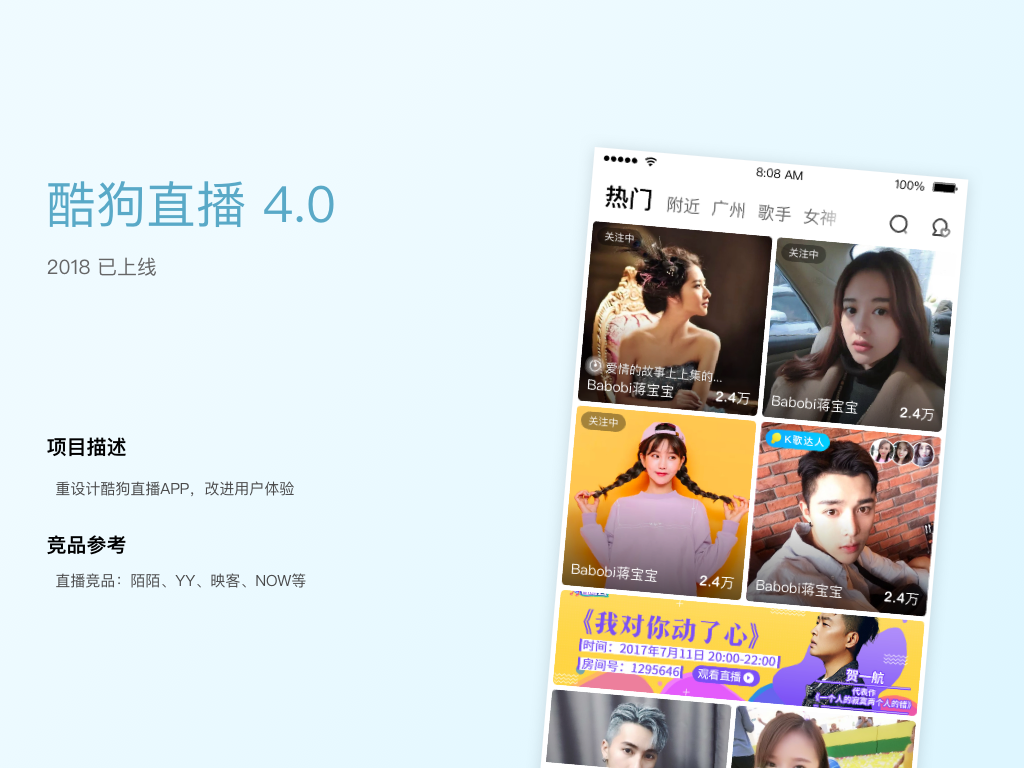 酷狗直播 4.0
2018 已上线
项目描述
重设计酷狗直播APP，改进用户体验
竞品参考
直播竞品：陌陌、YY、映客、NOW等
8:08 AM
100%
热门 附近 广州 歌手 女神
关注中
爱情的故事上上集的...
Babobi蒋宝宝
2.4万
关注中
Babobi蒋宝宝
2.4万
关注中
Babobi蒋宝宝
2.4万
K歌达人
Babobi蒋宝宝
2.4万
《我对你动了心》
时间：2017年7月11日 20:00-22:00
房间号：1295646
观看直播
贺一航
代表作
《一个人的寂寞两个人的错》